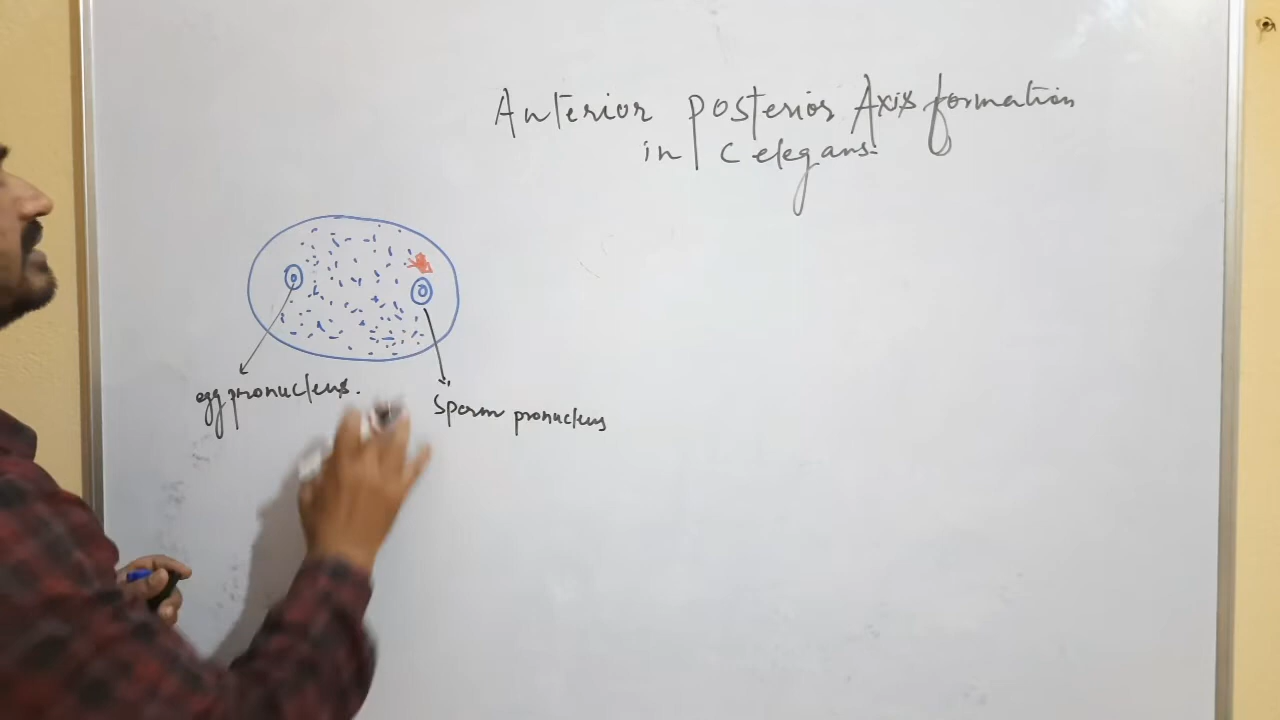 Anterior posterior Axis formation
in C elegans.
egg pronucleus.
Sperm pronucleus